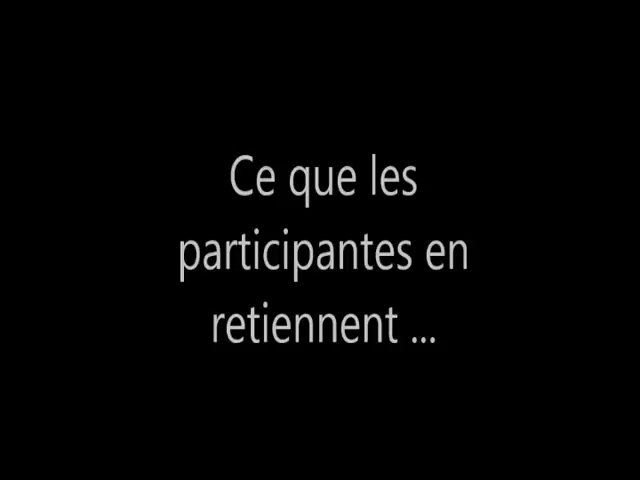 Ce que les
participantes en
retiennent ...